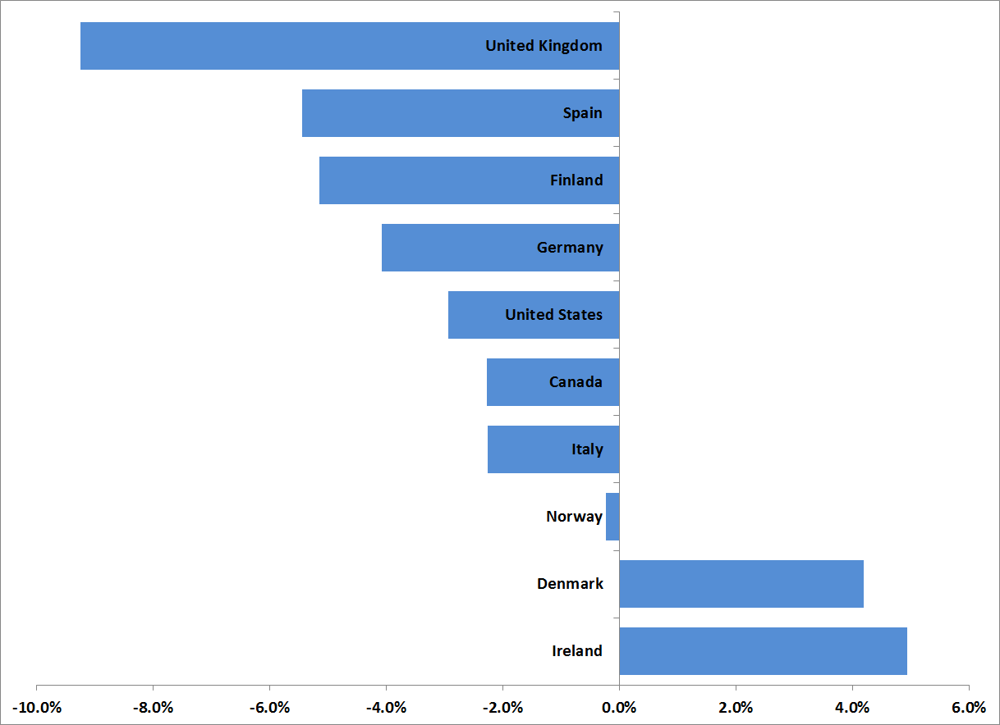 United Kingdom
Spain
Finland
Germany
United States
Canada
Italy
Norway
Denmark
Ireland
-10.0% -8.0% -6.0% -4.0% -2.0% 0.0% 2.0% 4.0% 6.0%